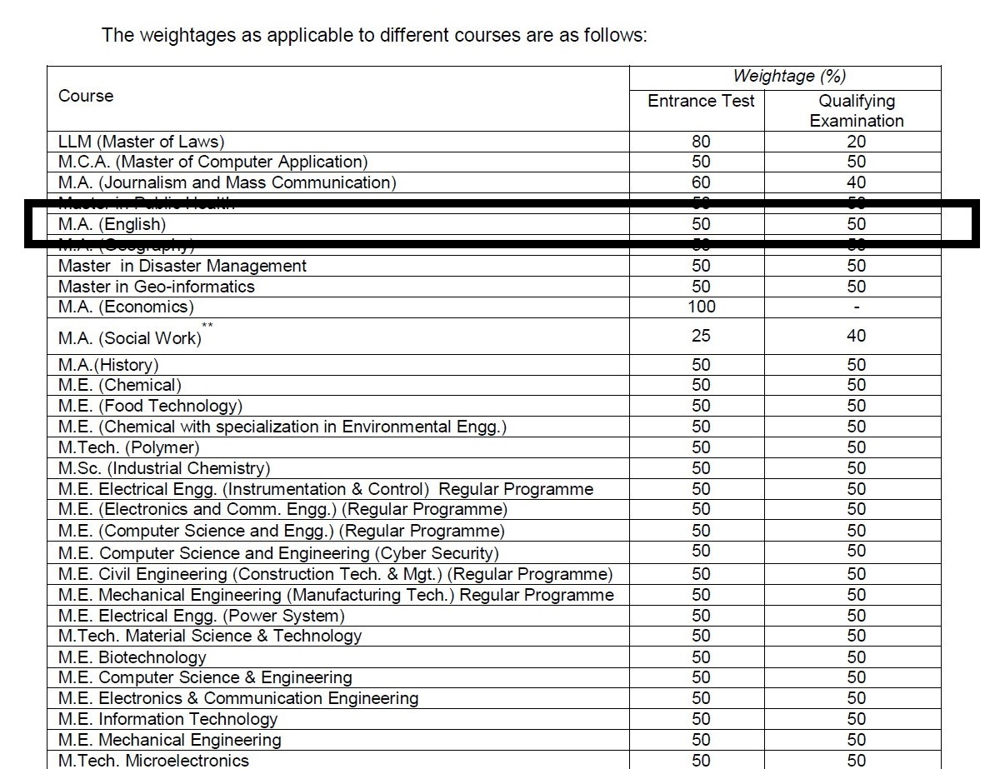 The weightages as applicable to different courses are as follows:
Course Weightage (%)
Entrance Test Qualifying
Examination
LLM (Master of Laws) 80 20
M.C.A. (Master of Computer Application) 50 50
M.A. (Journalism and Mass Communication) 60 40
Master in Public Health 50 50
M.A. (English) 50 50
M.A. (Geography) 50 50
Master in Disaster Management 50 50
Master in Geo-informatics 50 50
M.A. (Economics) 100 -
M.A. (Social Work)** 25 40
M.A.(History) 50 50
M.E. (Chemical) 50 50
M.E. (Food Technology) 50 50
M.E. (Chemical with specialization in Environmental Engg.) 50 50
M.Tech. (Polymer) 50 50
M.Sc. (Industrial Chemistry) 50 50
M.E. Electrical Engg. (Instrumentation & Control) Regular Programme 50 50
M.E. (Electronics and Comm. Engg.) (Regular Programme) 50 50
M.E. (Computer Science and Engg.) (Regular Programme) 50 50
M.E. Computer Science and Engineering (Cyber Security) 50 50
M.E. Civil Engineering (Construction Tech. & Mgt.) (Regular Programme) 50 50
M.E. Mechanical Engineering (Manufacturing Tech.) Regular Programme 50 50
M.E. Electrical Engg. (Power System) 50 50
M.Tech. Material Science & Technology 50 50
M.E. Biotechnology 50 50
M.E. Computer Science & Engineering 50 50
M.E. Electronics & Communication Engineering 50 50
M.E. Information Technology 50 50
M.E. Mechanical Engineering 50 50
M.Tech. Microelectronics 50 50